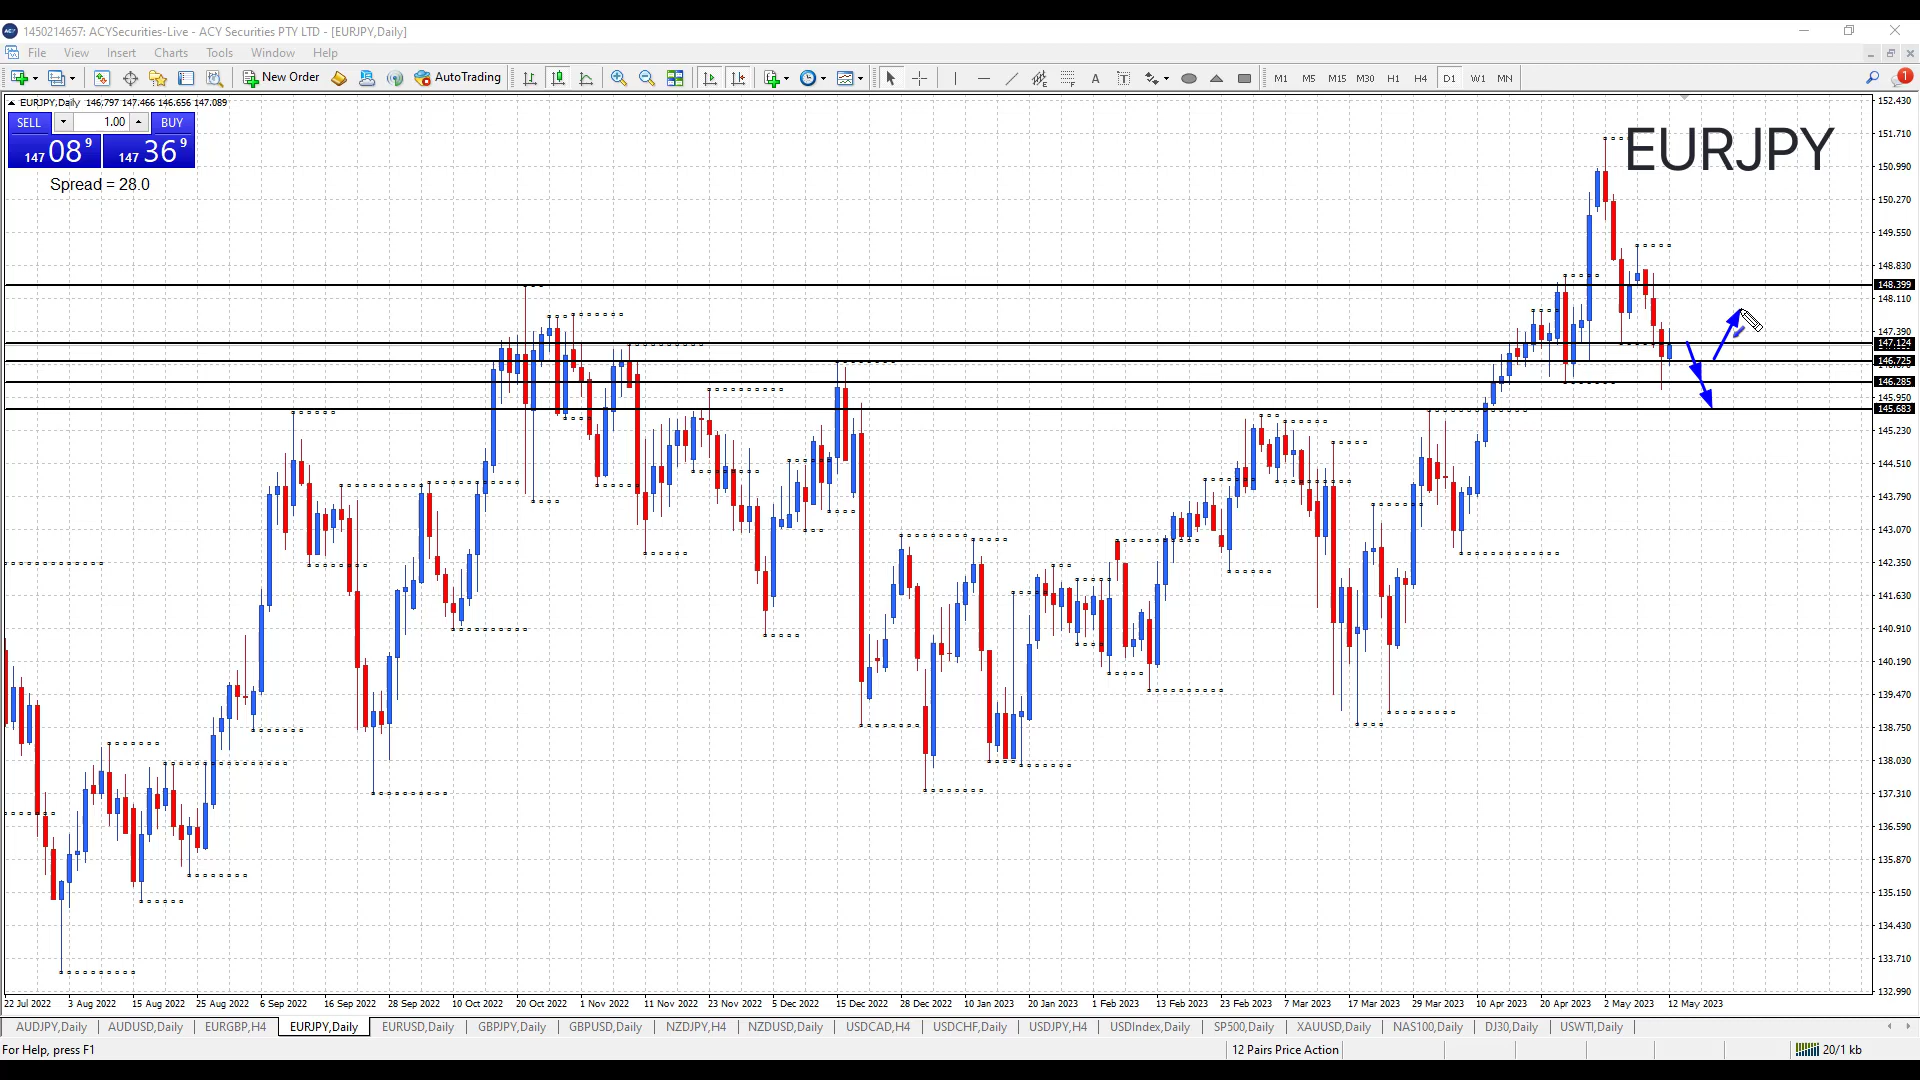 1450214657: ACYSecurities-Live - ACY Securities PTY LTD - [EURJPY,Daily]
File View Insert Charts Tools Window Help
New Order AutoTrading A T M1 M5 M15 M30 H1 H4 D1 W1 MN 1
EURJPY,Daily 146.797 147.466 146.656 147.089
SELL 1.00 BUY
147 08 9 147 36 9
Spread = 28.0
EURJPY
152.430
151.710
150.990
150.270
149.550
148.830
148.399
148.110
147.390
147.124
146.725
146.285
145.950
145.683
145.230
144.510
143.790
143.070
142.350
141.630
140.910
140.190
139.470
138.750
138.030
137.310
136.590
135.870
135.150
134.430
133.710
132.990
22 Jul 2022 3 Aug 2022 15 Aug 2022 25 Aug 2022 6 Sep 2022 16 Sep 2022 28 Sep 2022 10 Oct 2022 20 Oct 2022 1 Nov 2022 11 Nov 2022 23 Nov 2022 5 Dec 2022 15 Dec 2022 28 Dec 2022 10 Jan 2023 20 Jan 2023 1 Feb 2023 13 Feb 2023 23 Feb 2023 7 Mar 2023 17 Mar 2023 29 Mar 2023 10 Apr 2023 20 Apr 2023 2 May 2023 12 May 2023
AUDJPY,Daily AUDUSD,Daily EURGBP,H4 EURJPY,Daily EURUSD,Daily GBPJPY,Daily GBPUSD,Daily NZDJPY,H4 NZDUSD,Daily USDCAD,H4 USDCHF,Daily USDJPY,H4 USDIndex,Daily SP500,Daily XAUUSD,Daily NAS100,Daily DJ30,Daily USWTI,Daily
For Help, press F1 12 Pairs Price Action 20/1 kb